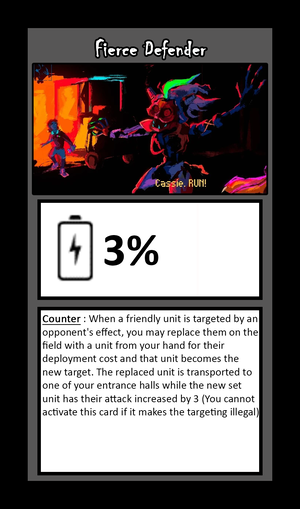 Fierce Defender
Cassie, RUN!
3%
Counter : When a friendly unit is targeted by an
opponent's effect, you may replace them on the
field with a unit from your hand for their
deployment cost and that unit becomes the
new target. The replaced unit is transported to
one of your entrance halls while the new set
unit has their attack increased by 3 (You cannot
activate this card if it makes the targeting illegal)